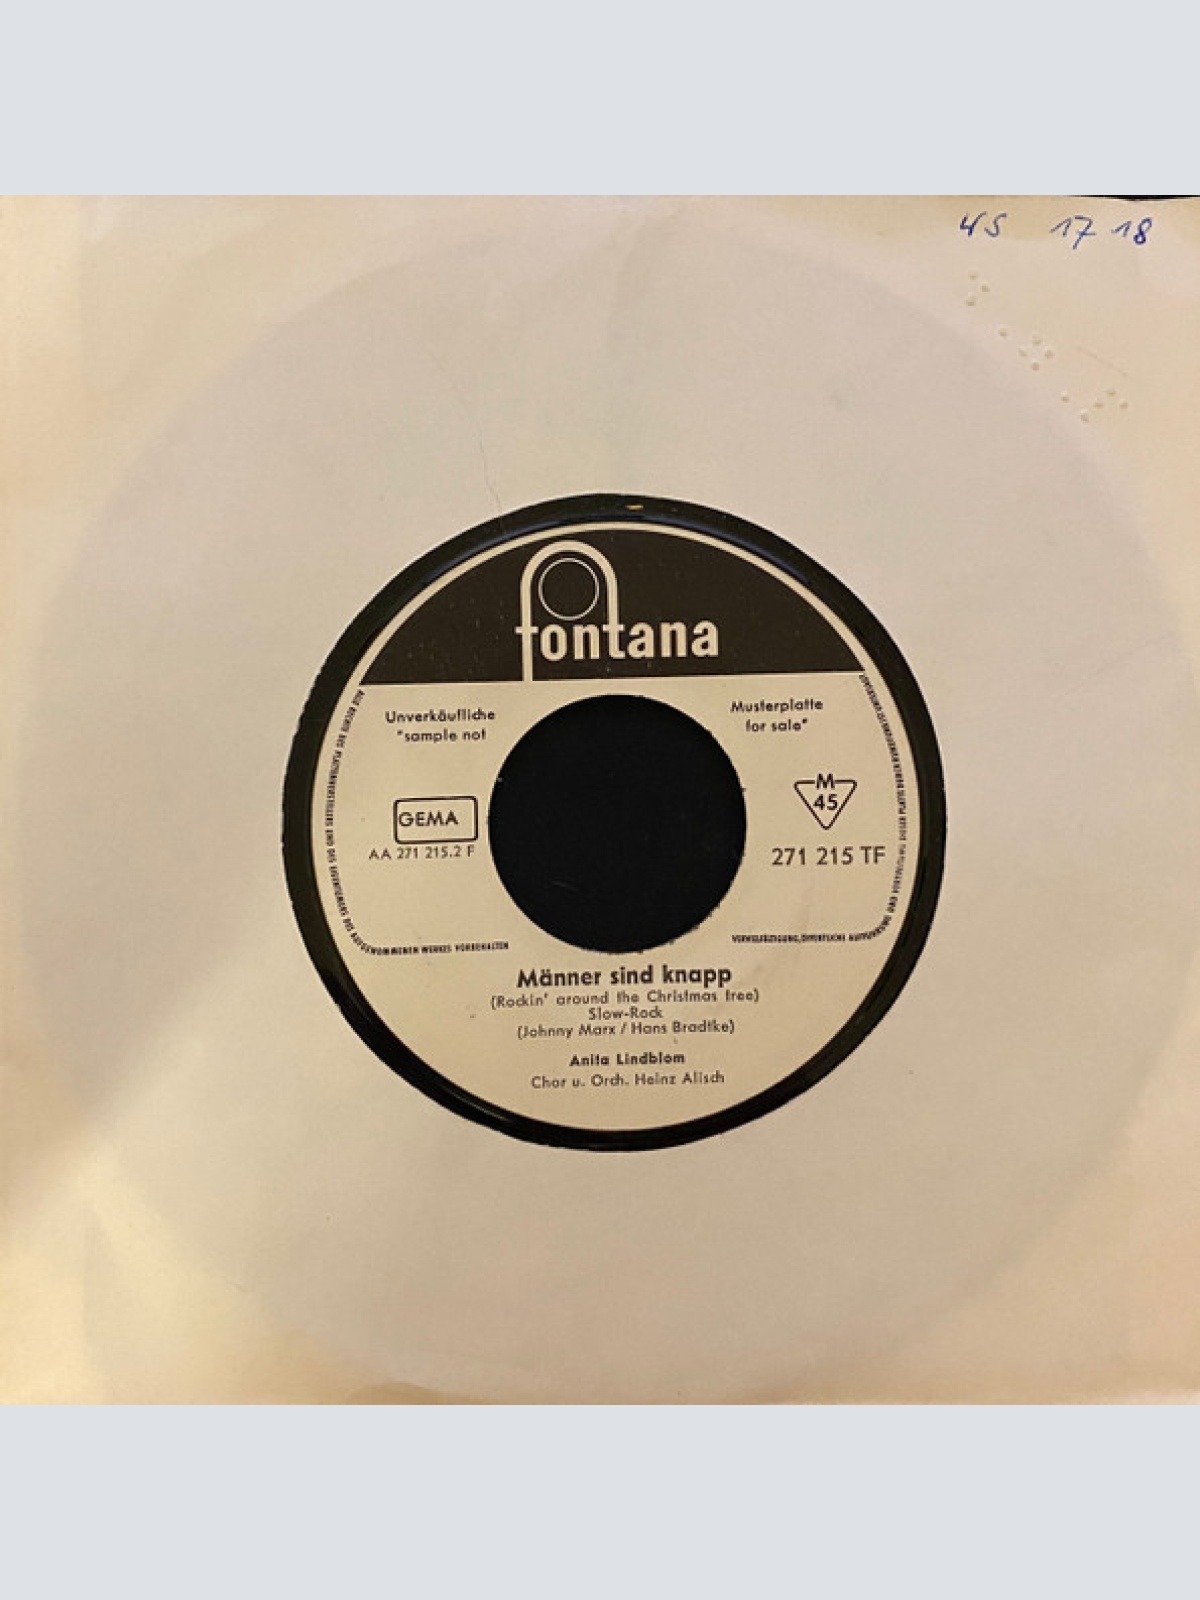 45 17 18
fontana
Unverkäufliche Musterplatte
"sample not for sale"
GEMA
M
45
AA 271 215.2 F
271 215 TF
Männer sind knapp
(Rockin' around the Christmas tree)
Slow-Rock
(Johnny Marx / Hans Bradtke)
Anita Lindblom
Chor u. Orch. Heinz Alisch